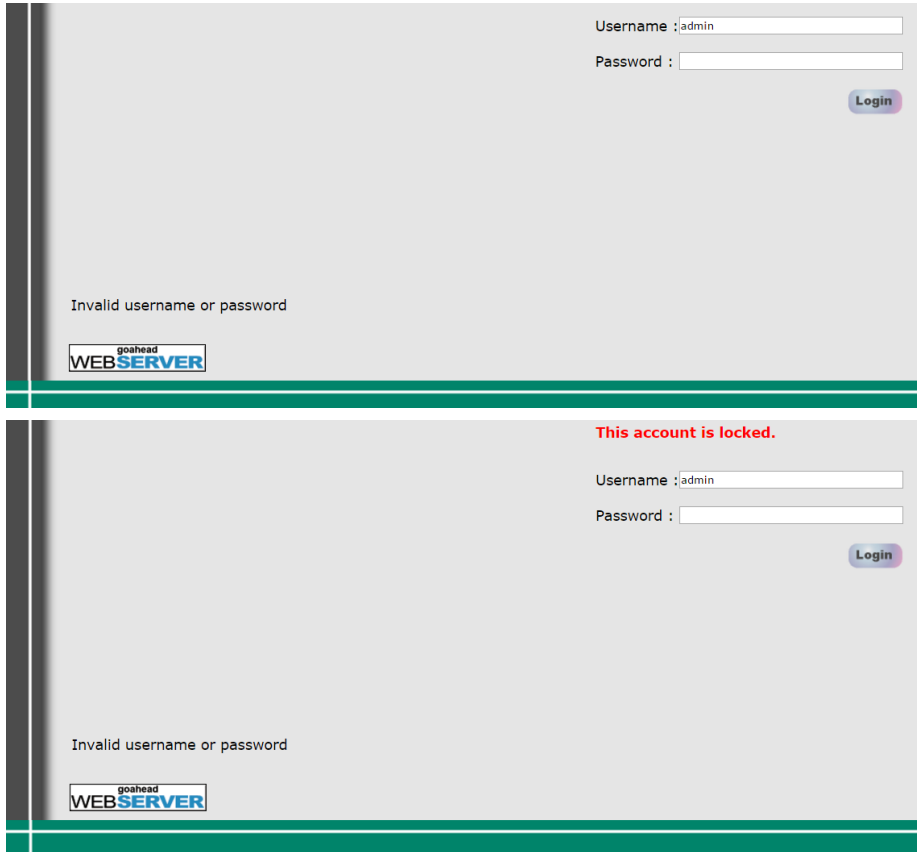 Username : admin
Password :
Login
Invalid username or password
goahead
WEBSERVER
This account is locked.
Username : admin
Password :
Login
Invalid username or password
goahead
WEBSERVER